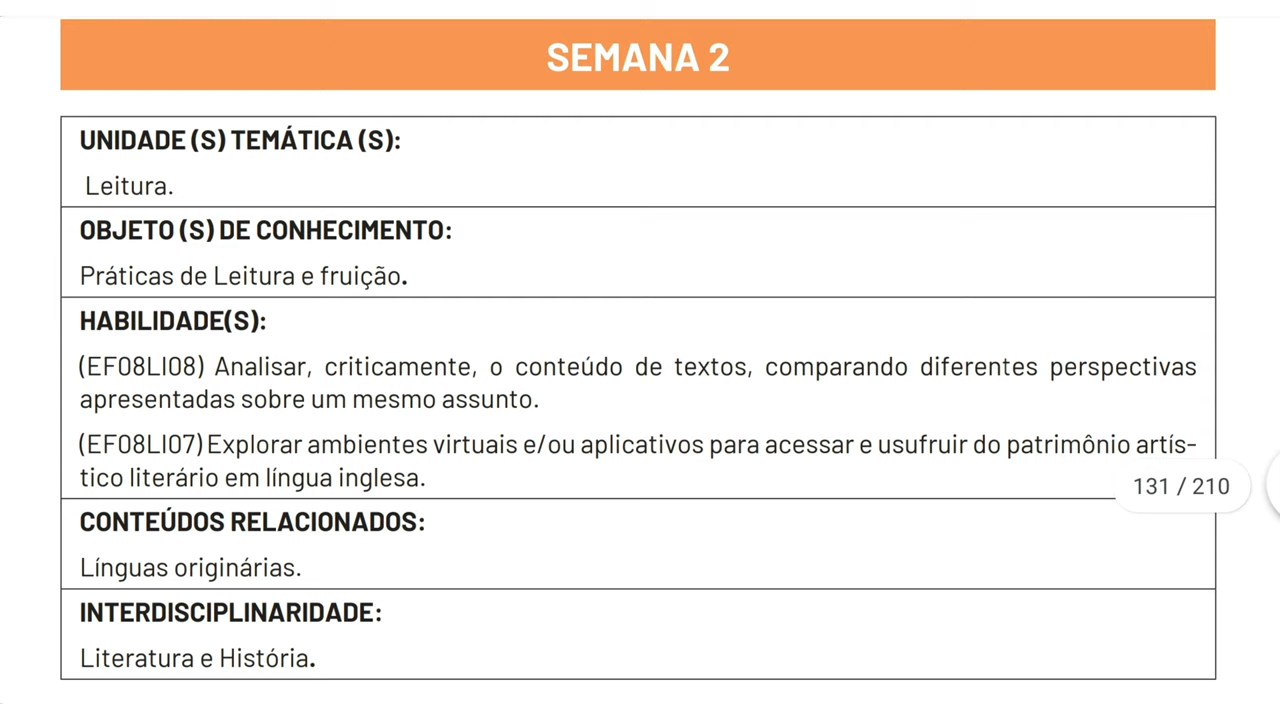 SEMANA 2
UNIDADE (S) TEMÁTICA (S):
Leitura.
OBJETO (S) DE CONHECIMENTO:
Práticas de Leitura e fruição.
HABILIDADE(S):
(EF08LI08) Analisar, criticamente, o conteúdo de textos, comparando diferentes perspectivas
apresentadas sobre um mesmo assunto.
(EF08LI07) Explorar ambientes virtuais e/ou aplicativos para acessar e usufruir do patrimônio artís-
tico literário em língua inglesa.
131 / 210
CONTEÚDOS RELACIONADOS:
Línguas originárias.
INTERDISCIPLINARIDADE:
Literatura e História.